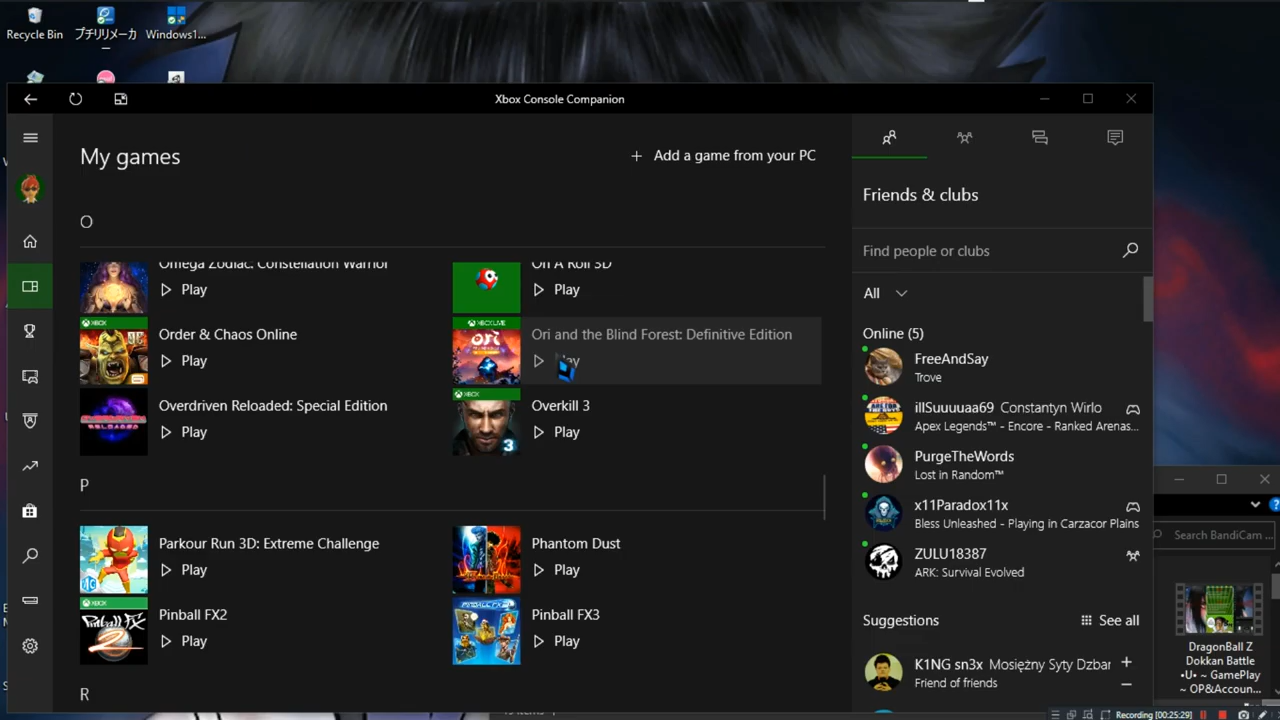 Recycle Bin
プチリリメーカー
Windows1...
Xbox Console Companion
My games
+ Add a game from your PC
O
Omega Zodiac: Constellation Warrior
Play
Ori A Roll 3D
Play
Order & Chaos Online
Play
Ori and the Blind Forest: Definitive Edition
Overdriven Reloaded: Special Edition
Play
Overkill 3
Play
P
Parkour Run 3D: Extreme Challenge
Play
Phantom Dust
Play
Pinball FX2
Play
Pinball FX3
Play
R
Friends & clubs
Find people or clubs
All
Online (5)
FreeAndSay
Trove
illSuuuuaa69 Constantyn Wirlo
Apex Legends™ - Encore - Ranked Arenas...
PurgeTheWords
Lost in Random™
x11Paradox11x
Bless Unleashed - Playing in Carzacor Plains
ZULU18387
ARK: Survival Evolved
Suggestions
See all
K1NG sn3x Mosiężny Syty Dzbar
Friend of friends
Search BandiCam ...
DragonBall Z
Dokkan Battle
•U• ~ GamePlay
~ OP&Accoun...
Recording [00:25:29]